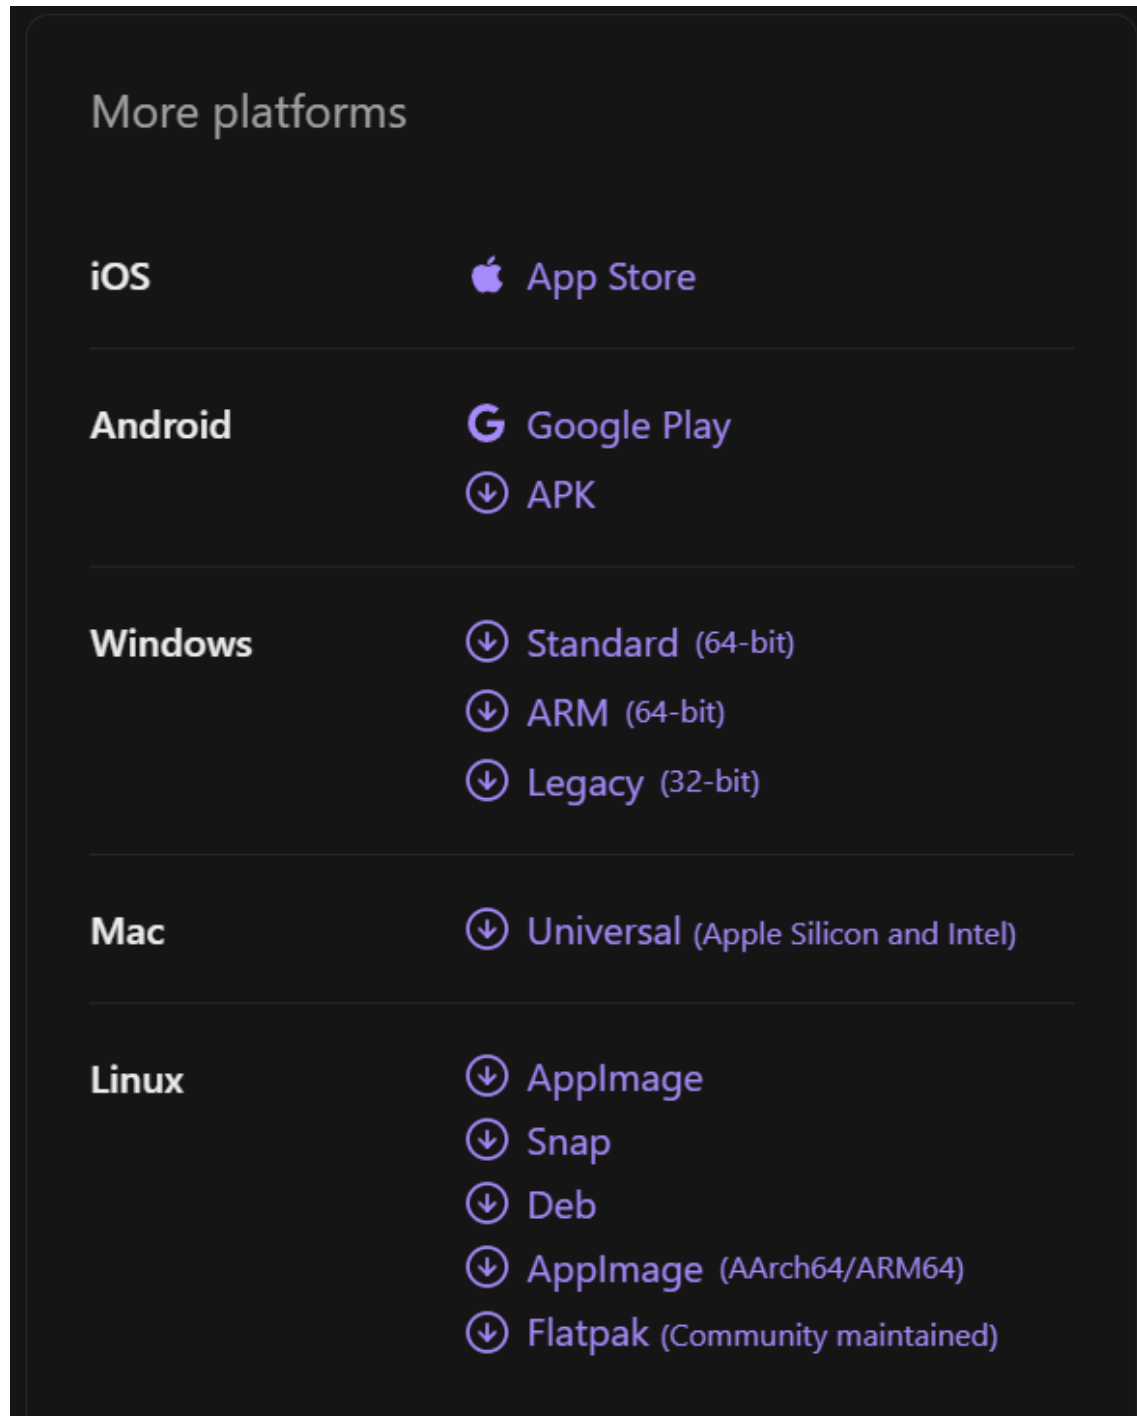 More platforms
iOS
App Store
Android
Google Play
APK
Windows
Standard (64-bit)
ARM (64-bit)
Legacy (32-bit)
Mac
Universal (Apple Silicon and Intel)
Linux
AppImage
Snap
Deb
AppImage (AArch64/ARM64)
Flatpak (Community maintained)